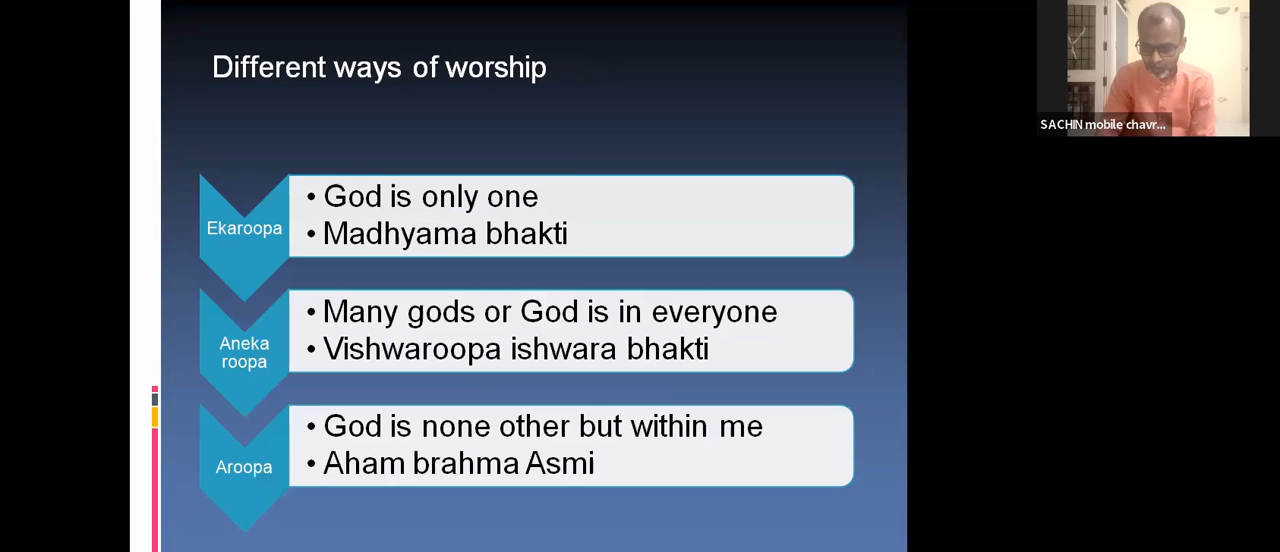 Different ways of worship
SACHIN mobile chavr...
Ekaroopa
• God is only one
• Madhyama bhakti
Aneka
roopa
• Many gods or God is in everyone
• Vishwaroopa ishwara bhakti
Aroopa
• God is none other but within me
• Aham brahma Asmi